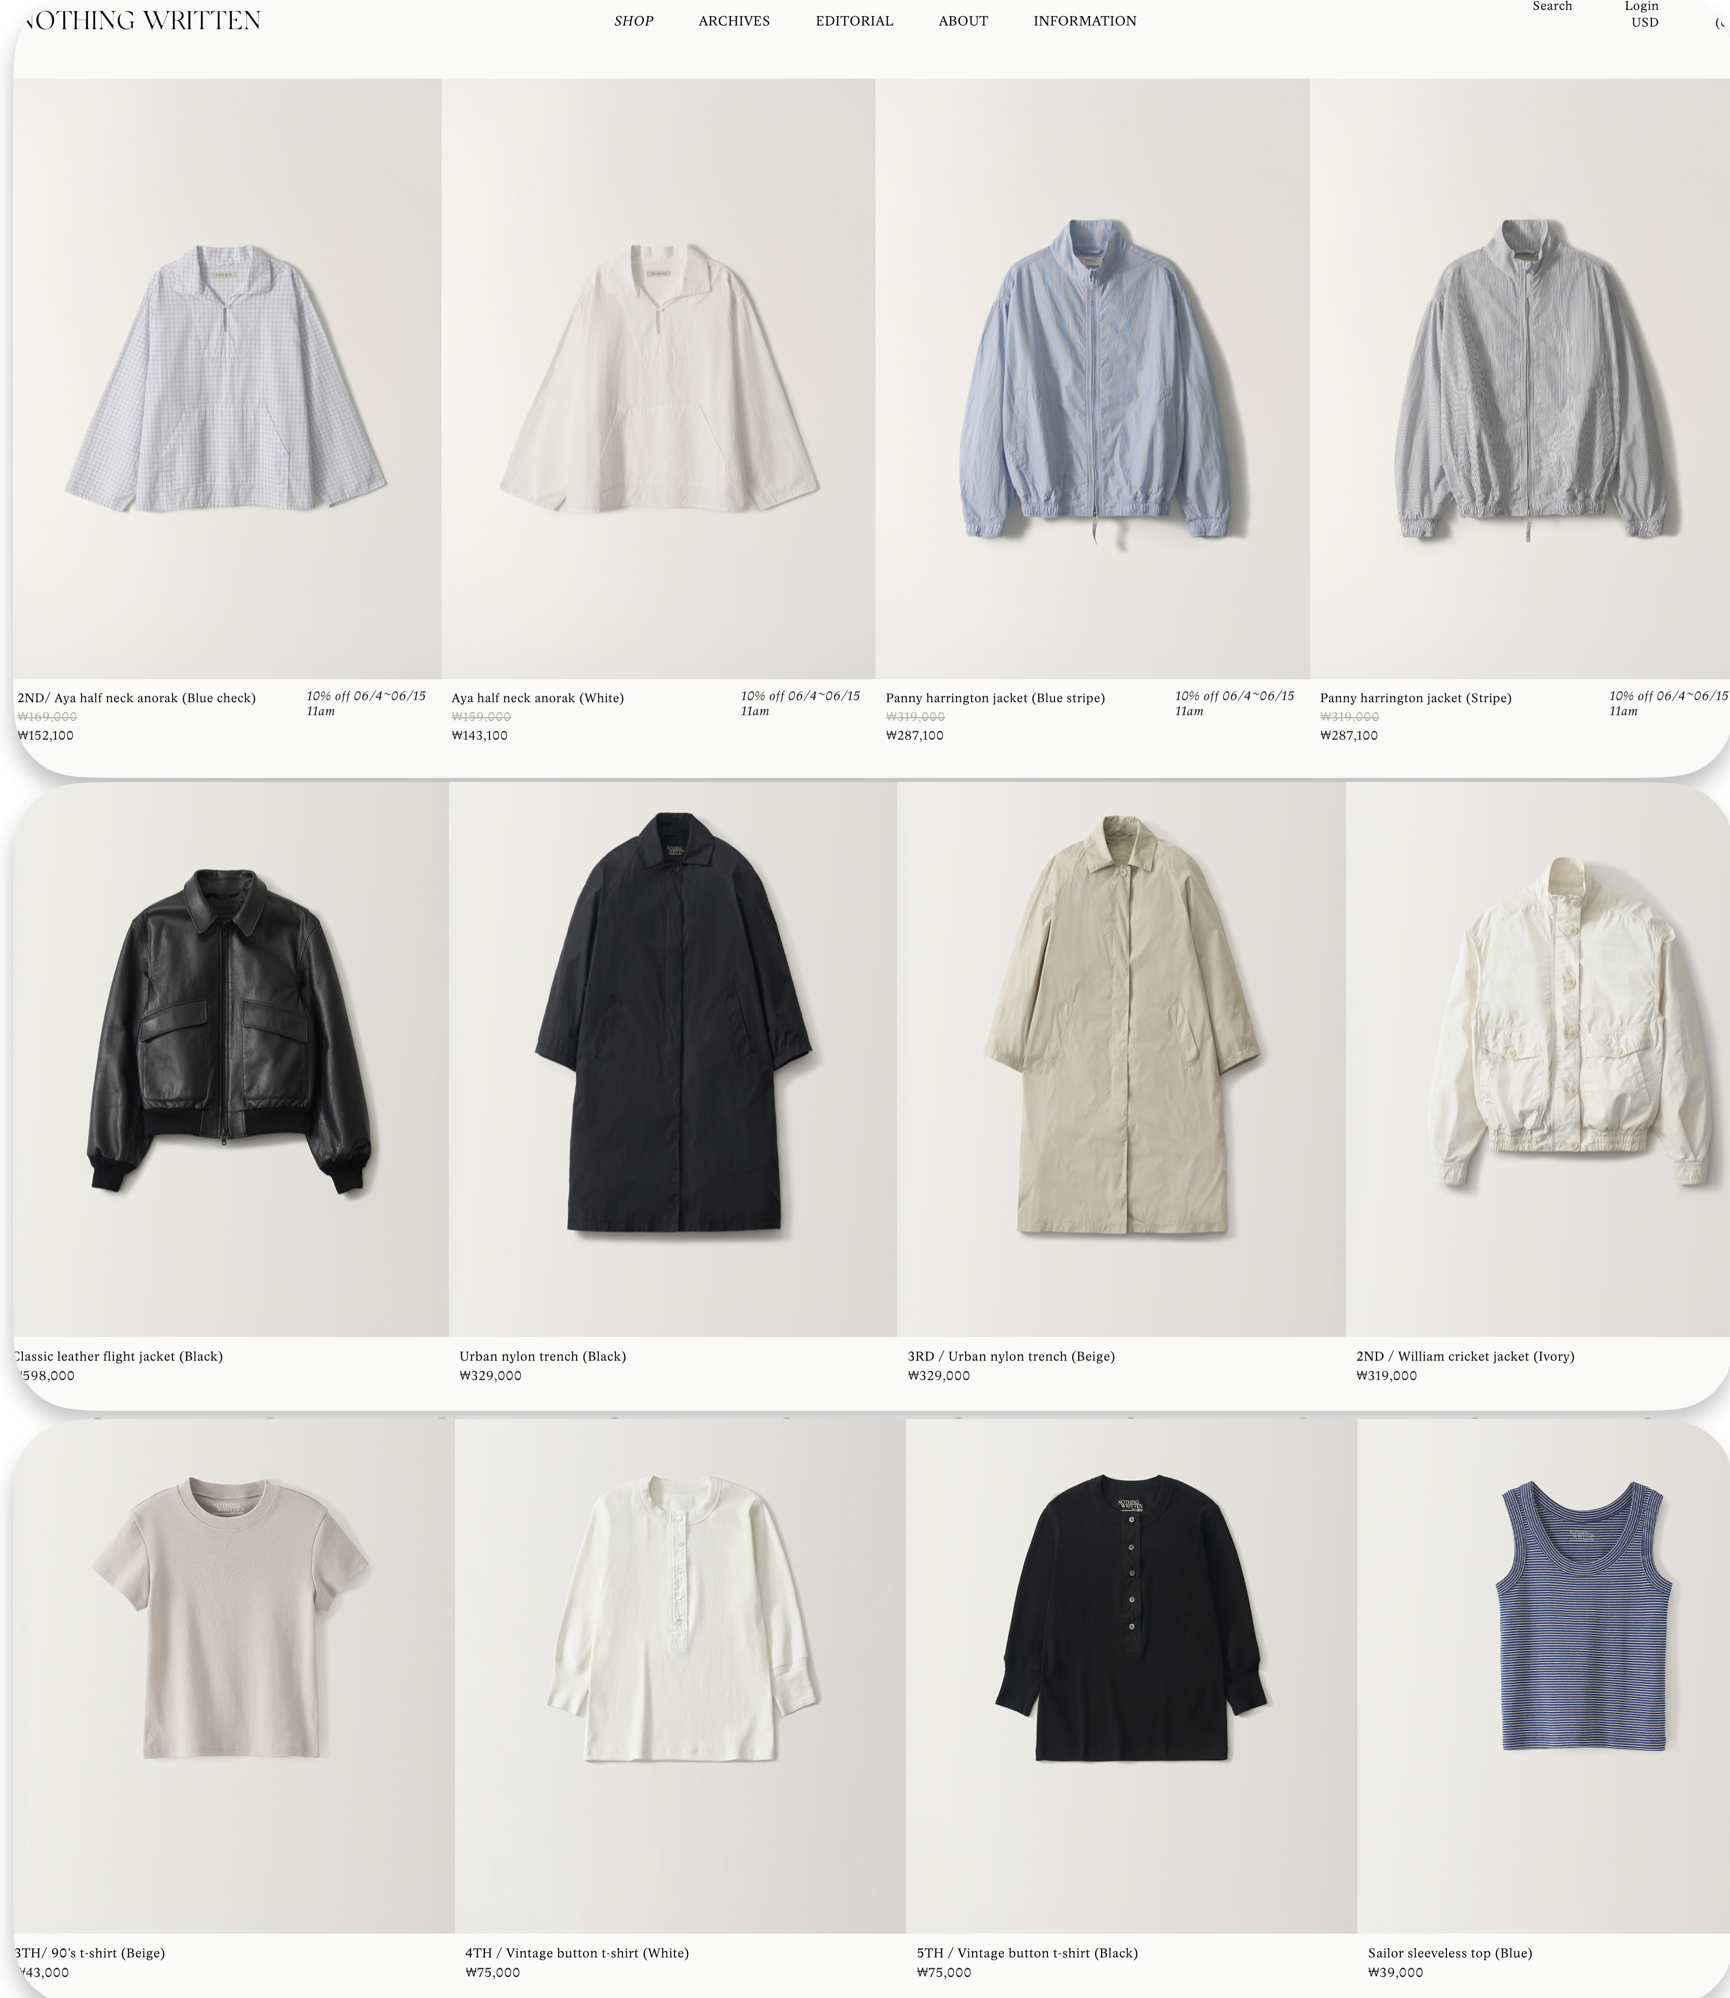 NOTHING WRITTEN
SHOP ARCHIVES EDITORIAL ABOUT INFORMATION
Search Login
USD
2ND/ Aya half neck anorak (Blue check)
10% off 06/4~06/15
11am
₩169,000
₩152,100
Aya half neck anorak (White)
10% off 06/4~06/15
11am
₩159,000
₩143,100
Panny harrington jacket (Blue stripe)
10% off 06/4~06/15
11am
₩319,000
₩287,100
Panny harrington jacket (Stripe)
10% off 06/4~06/15
11am
₩319,000
₩287,100
NOTHING
WRITTEN
Classic leather flight jacket (Black)
₩598,000
Urban nylon trench (Black)
₩329,000
3RD / Urban nylon trench (Beige)
₩329,000
2ND / William cricket jacket (Ivory)
₩319,000
NOTHING
WRITTEN
NOTHING
WRITTEN
3TH/ 90's t-shirt (Beige)
₩43,000
4TH / Vintage button t-shirt (White)
₩75,000
5TH / Vintage button t-shirt (Black)
₩75,000
Sailor sleeveless top (Blue)
₩39,000